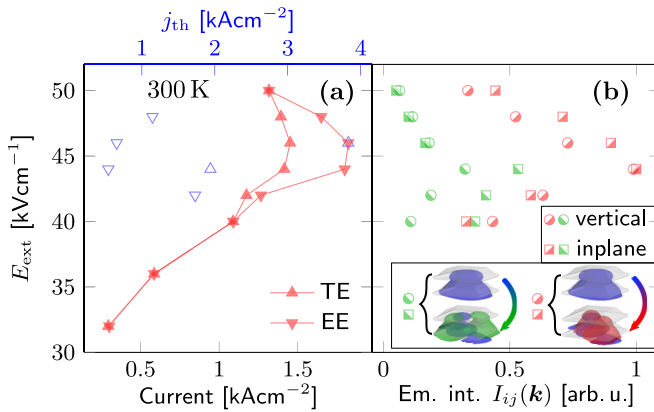 j_th [kAcm⁻²]
1 2 3 4
300 K (a) (b)
50
45
40
35
30
E_ext [kVcm⁻¹]
vertical
inplane
TE
EE
0.5 1 1.5
0 0.5 1
Current [kAcm⁻²]
Em. int. I_ij(k) [arb. u.]